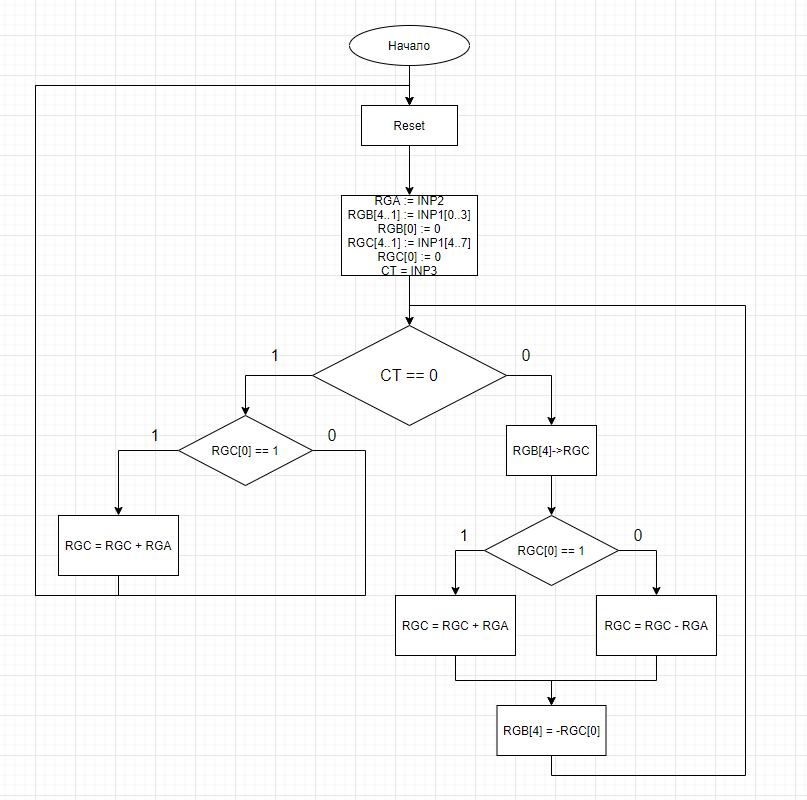 Начало
Reset
RGA := INP2
RGB[4..1] := INP1[0..3]
RGB[0] := 0
RGC[4..1] := INP1[4..7]
RGC[0] := 0
CT = INP3
1
0
CT == 0
1
0
RGC[0] == 1
RGB[4]->RGC
RGC = RGC + RGA
1
0
RGC[0] == 1
RGC = RGC + RGA
RGC = RGC - RGA
RGB[4] = -RGC[0]